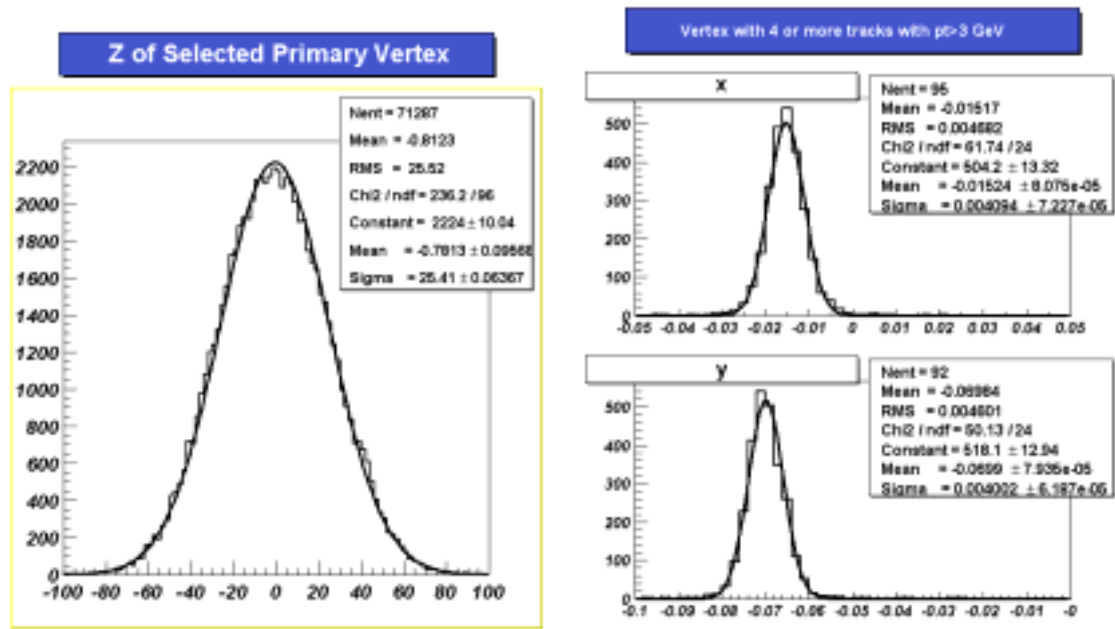 Z of Selected Primary Vertex
Nent = 71287
Mean = -0.8123
RMS = 25.52
Chi2 / ndf = 236.2 / 96
Constant = 2224 ± 10.04
Mean = -0.7813 ± 0.09568
Sigma = 25.41 ± 0.06367
2200
2000
1800
1600
1400
1200
1000
800
600
400
200
0
-100 -80 -60 -40 -20 0 20 40 60 80 100
Vertex with 4 or more tracks with pt>3 GeV
x
Nent = 95
Mean = -0.01517
RMS = 0.004682
Chi2 / ndf = 61.74 / 24
Constant = 504.2 ± 13.32
Mean = -0.01524 ± 8.075e-05
Sigma = 0.004094 ± 7.227e-05
500
400
300
200
100
0
-0.05 -0.04 -0.03 -0.02 -0.01 0 0.01 0.02 0.03 0.04 0.05
y
Nent = 92
Mean = -0.06984
RMS = 0.004601
Chi2 / ndf = 50.13 / 24
Constant = 518.1 ± 12.94
Mean = -0.0699 ± 7.935e-05
Sigma = 0.004002 ± 6.197e-05
500
400
300
200
100
0
-0.1 -0.09 -0.08 -0.07 -0.06 -0.05 -0.04 -0.03 -0.02 -0.01 -0